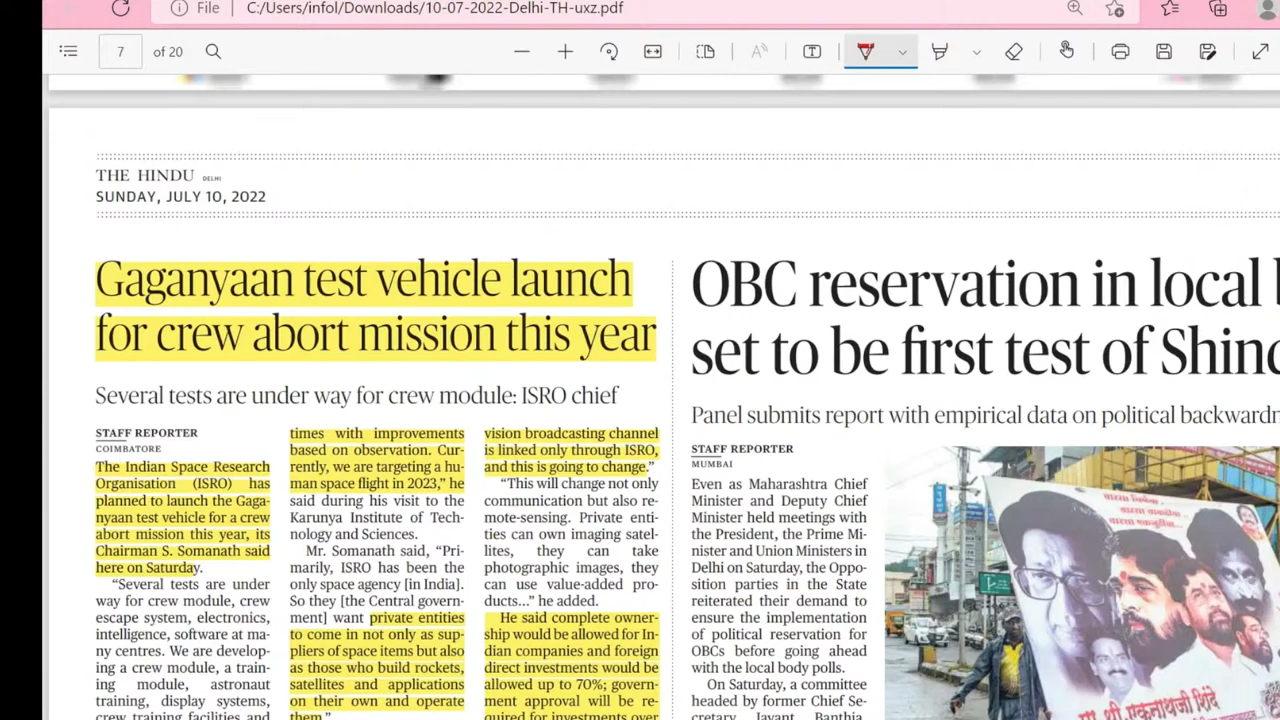 File
C:/Users/infol/Downloads/10-07-2022-Delhi-TH-uxz.pdf
7 of 20
THE HINDU DELHI
SUNDAY, JULY 10, 2022
Gaganyaan test vehicle launch
for crew abort mission this year
Several tests are under way for crew module: ISRO chief
STAFF REPORTER
COIMBATORE
The Indian Space Research
Organisation (ISRO) has
planned to launch the Gaga-
nyaan test vehicle for a crew
abort mission this year, its
Chairman S. Somanath said
here on Saturday.
“Several tests are under
way for crew module, crew
escape system, electronics,
intelligence, software at ma-
ny centres. We are develop-
ing a crew module, a train-
ing module, astronaut
training, display systems,
crew training facilities and
times with improvements
based on observation. Cur-
rently, we are targeting a hu-
man space flight in 2023,” he
said during his visit to the
Karunya Institute of Tech-
nology and Sciences.
Mr. Somanath said, “Pri-
marily, ISRO has been the
only space agency [in India].
So they [the Central govern-
ment] want private entities
to come in not only as sup-
pliers of space items but also
as those who build rockets,
satellites and applications
on their own and operate
them.”
vision broadcasting channel
is linked only through ISRO,
and this is going to change.”
“This will change not only
communication but also re-
mote-sensing. Private enti-
ties can own imaging satel-
lites, they can take
photographic images, they
can use value-added pro-
ducts...” he added.
He said complete owner-
ship would be allowed for In-
dian companies and foreign
direct investments would be
allowed up to 70%; govern-
ment approval will be re-
quired for investments over
OBC reservation in local
set to be first test of Shind
Panel submits report with empirical data on political backward
STAFF REPORTER
MUMBAI
Even as Maharashtra Chief
Minister and Deputy Chief
Minister held meetings with
the President, the Prime Mi-
nister and Union Ministers in
Delhi on Saturday, the Oppo-
sition parties in the State
reiterated their demand to
ensure the implementation
of political reservation for
OBCs before going ahead
with the local body polls.
On Saturday, a committee
headed by former Chief Se-
cretary Jayant Banthia,